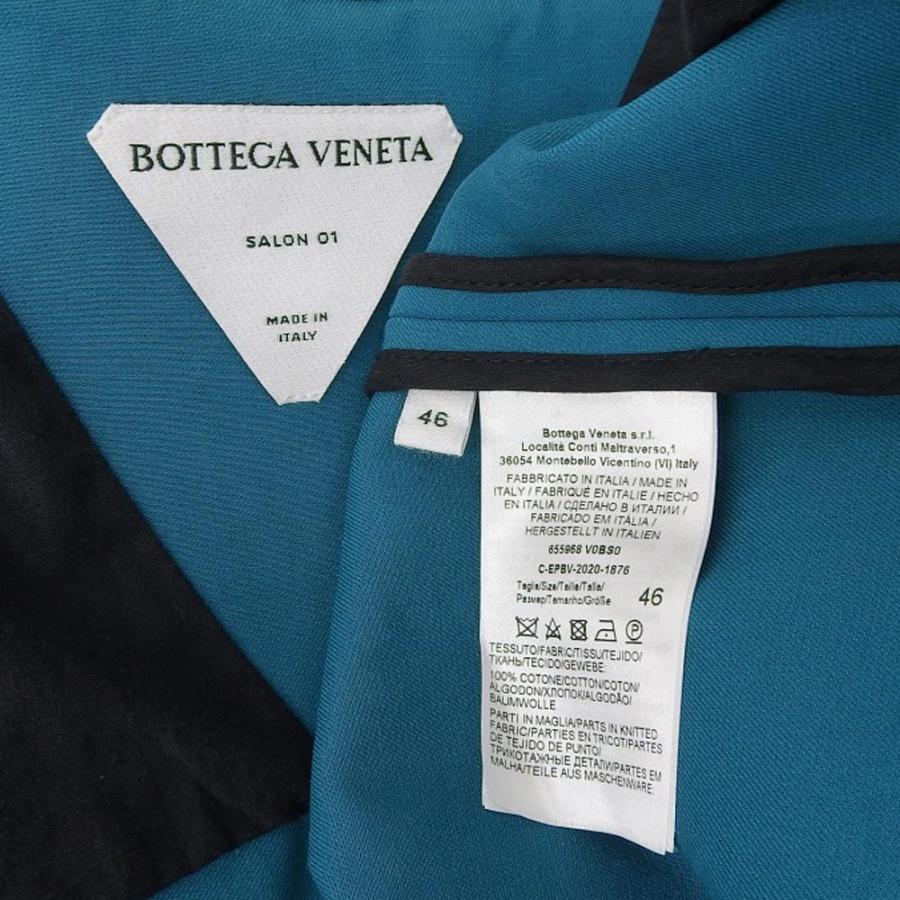 BOTTEGA VENETA
SALON 01
MADE IN
ITALY
46
Bottega Veneta s.r.l.
Località Conti Maltraverso,1
36054 Montebello Vicentino (VI) Italy
FABBRICATO IN ITALIA / MADE IN
ITALY / FABRIQUÉ EN ITALIE / HECHO
EN ITALIA / СДЕЛАНО В ИТАЛИИ /
FABRICADO EM ITÀLIA /
HERGESTELLT IN ITALIEN
655968 V0BS0
C-EPBV-2020-1876
Taglia/Size/Taille/Talla/
Размер/Tamanho/Größe 46
TESSUTO/FABRIC/TISSU/TEJIDO/
ТКАНЬ/TECIDO/GEWEBE:
100% COTONE/COTTON/COTON/
ALGODON/ХЛОПОК/ALGODÃO/
BAUMWOLLE
PARTI IN MAGLIA/PARTS IN KNITTED
FABRIC/PARTIES EN TRICOT/PARTES
DE TEJIDO DE PUNTO/
ТРИКОТАЖНЫЕ ДЕТАЛИ/PARTES EM
MALHA/TEILE AUS MASCHENWARE: